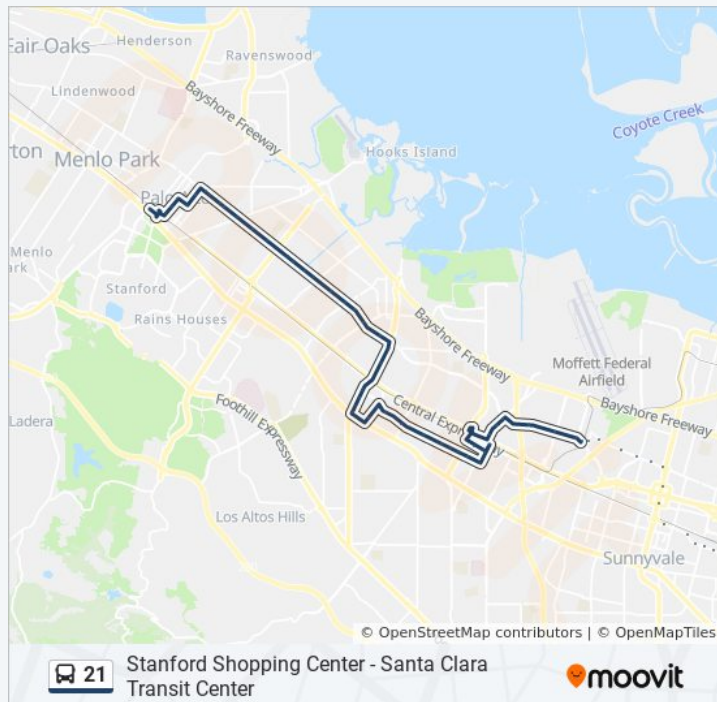 Fair Oaks
Henderson
Ravenswood
Lindenwood
Bayshore Freeway
Coyote Creek
Hooks Island
rton
Menlo Park
Menlo
Park
Stanford
Rains Houses
Moffett Federal
Airfield
Bayshore Freeway
Bayshore Freeway
Ladera
Foothill Expressway
Central Expressway
Los Altos Hills
Sunnyvale
© OpenStreetMap contributors | © OpenMapTiles
21
Stanford Shopping Center - Santa Clara
Transit Center
moovit